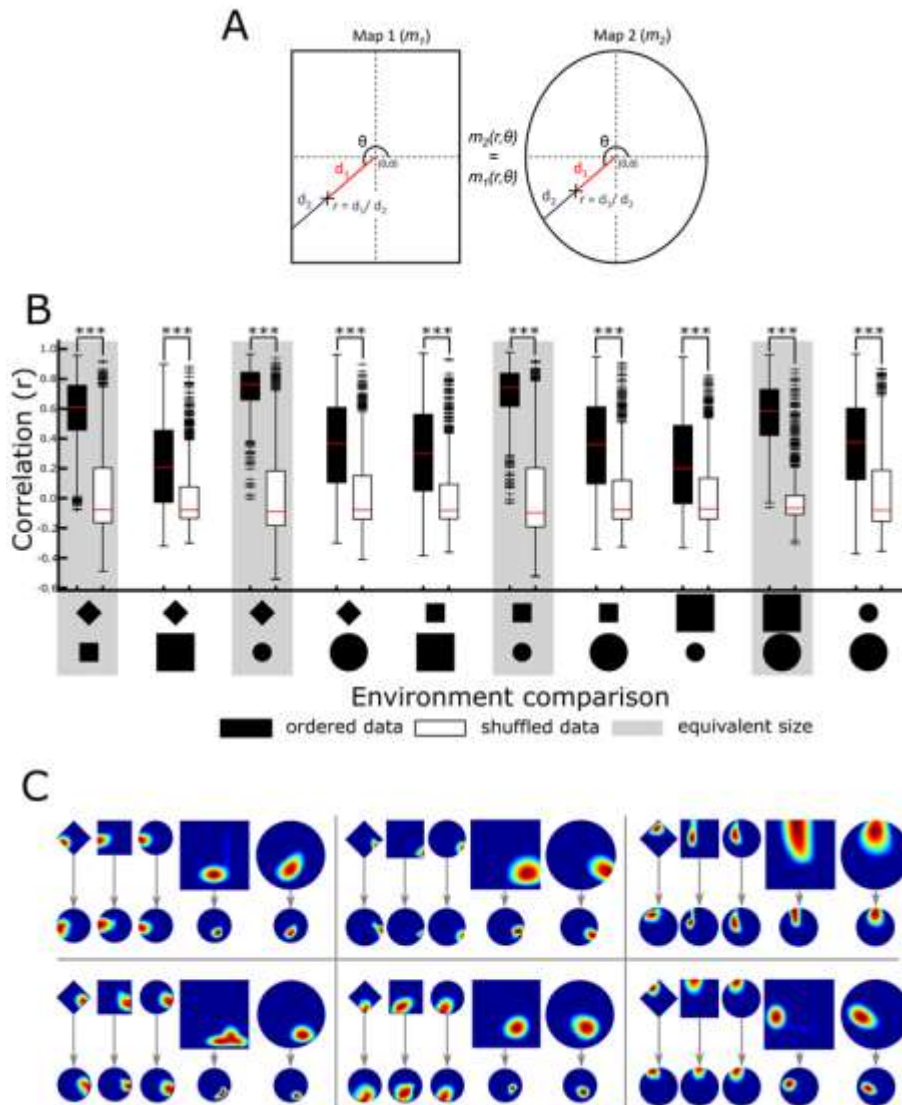 A
Map 1 (m₁)
Map 2 (m₂)
θ
(0,0)
d₁
d₂
r = d₁/ d₂
m₂(r,θ)
=
m₁(r,θ)
θ
(0,0)
d₁
d₂
r = d₁/ d₂
B
*** *** *** *** *** *** *** *** *** ***
Correlation (r)
1.0
0.8
0.6
0.4
0.2
0.0
-0.2
-0.4
-0.6
Environment comparison
ordered data
shuffled data
equivalent size
C